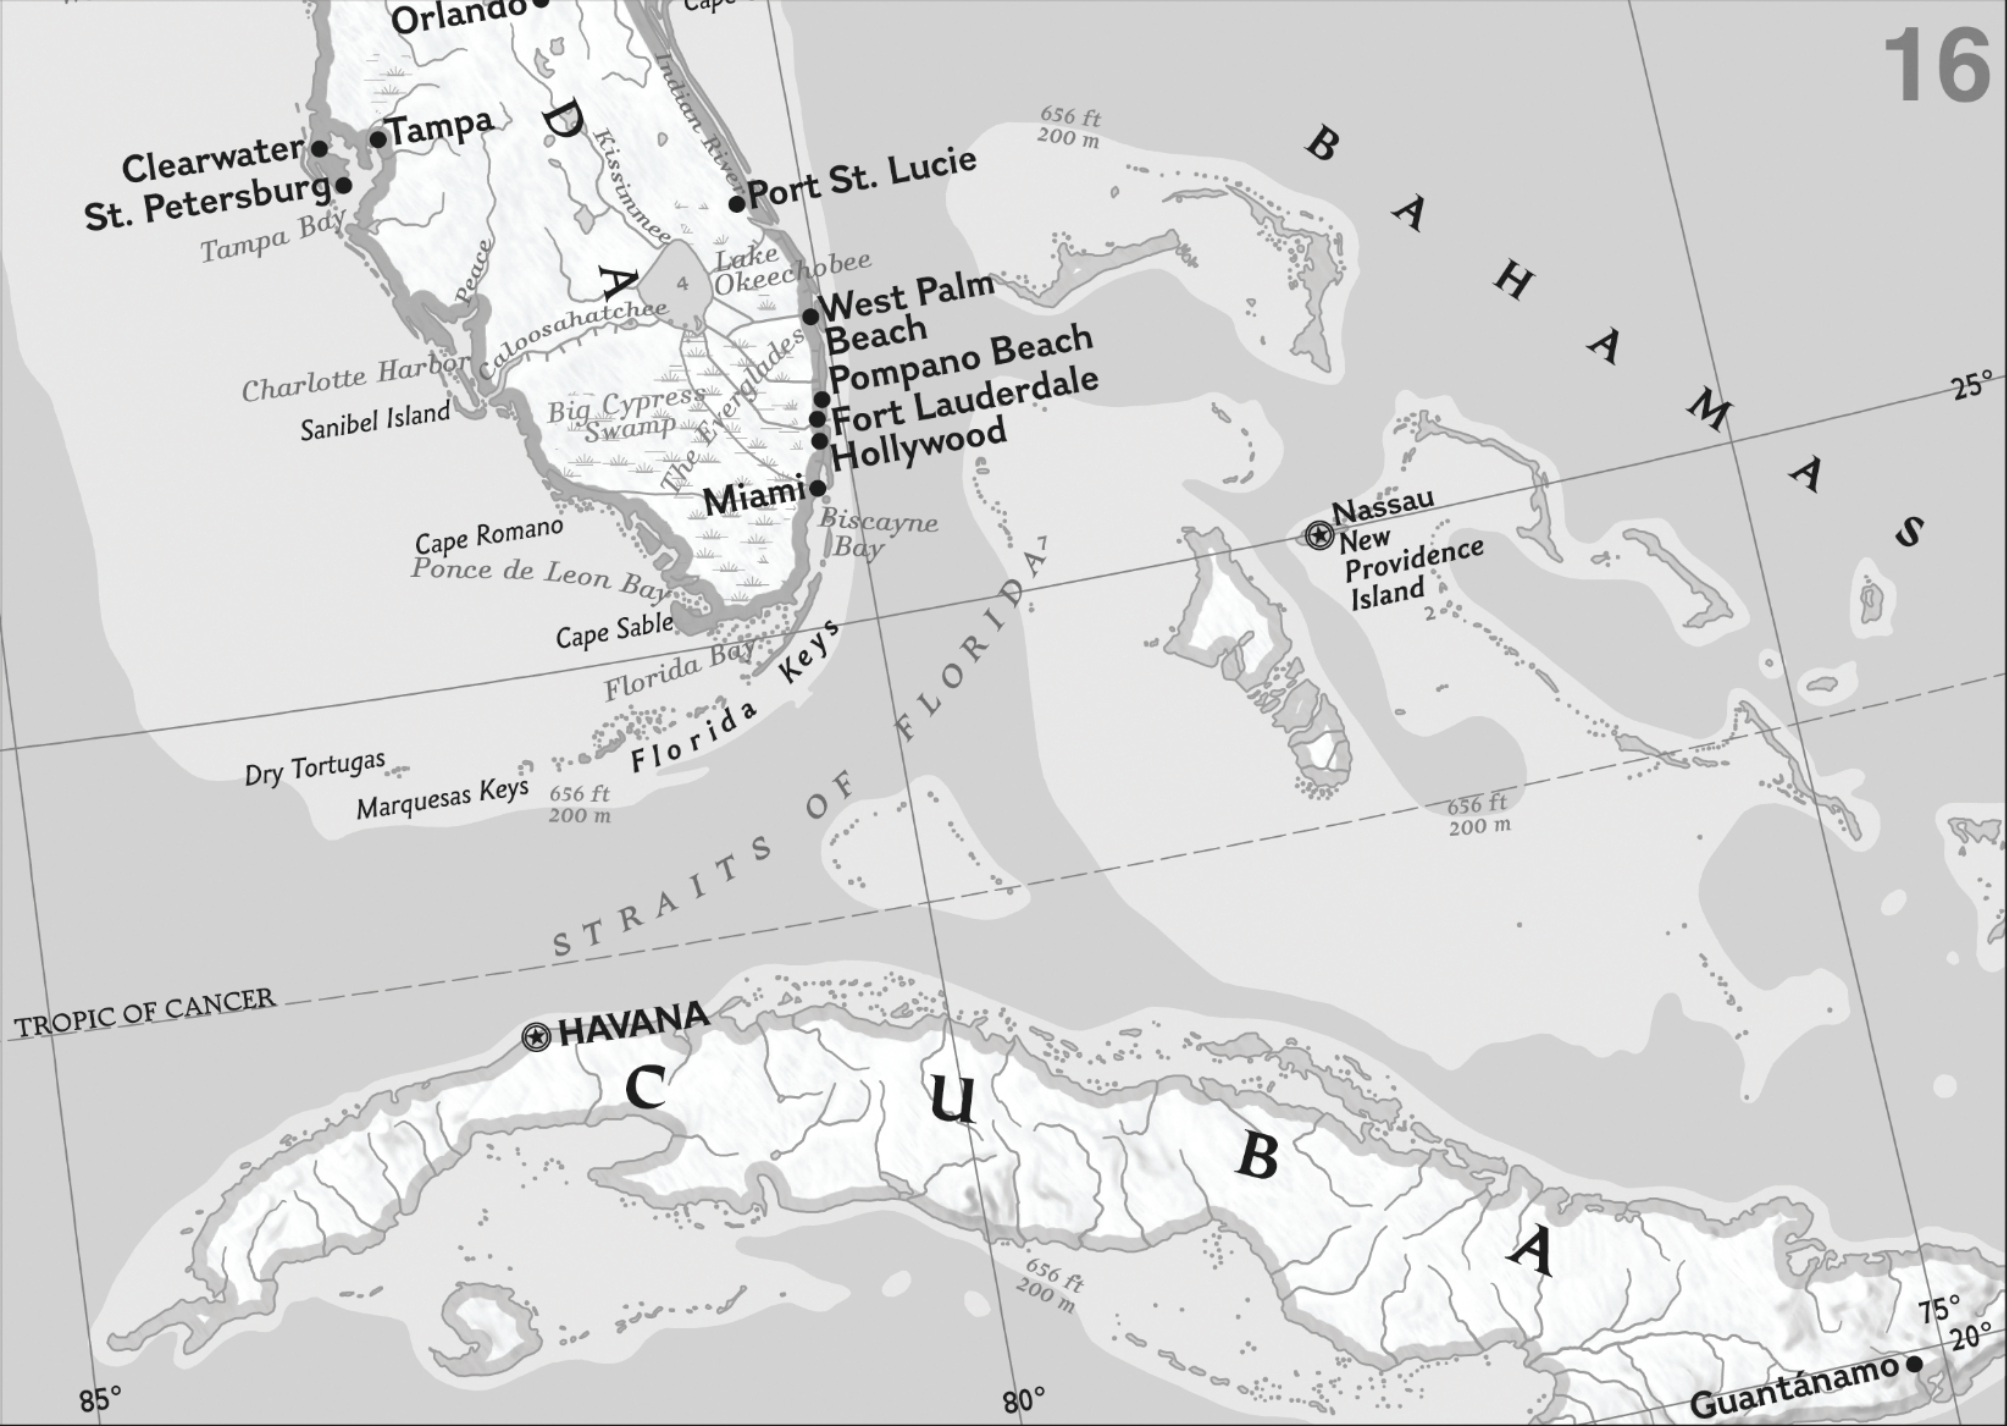 Orlando
Cape
16
D
Indian River
Kissimmee
Tampa
Clearwater
St. Petersburg
Tampa Bay
Port St. Lucie
656 ft
200 m
B
A
H
A
M
A
S
Peace
A
4
Lake
Okeechobee
Caloosahatchee
West Palm
Beach
Pompano Beach
Fort Lauderdale
Hollywood
Charlotte Harbor
Sanibel Island
Big Cypress
Swamp
The Everglades
25°
Miami
Biscayne
Bay
Nassau
New
Providence
Island
2
7
Cape Romano
Ponce de Leon Bay
Cape Sable
Florida Bay
Florida Keys
Dry Tortugas
Marquesas Keys
656 ft
200 m
STRAITS OF FLORIDA
656 ft
200 m
TROPIC OF CANCER
HAVANA
C
U
B
A
656 ft
200 m
75°
20°
Guantánamo
85°
80°